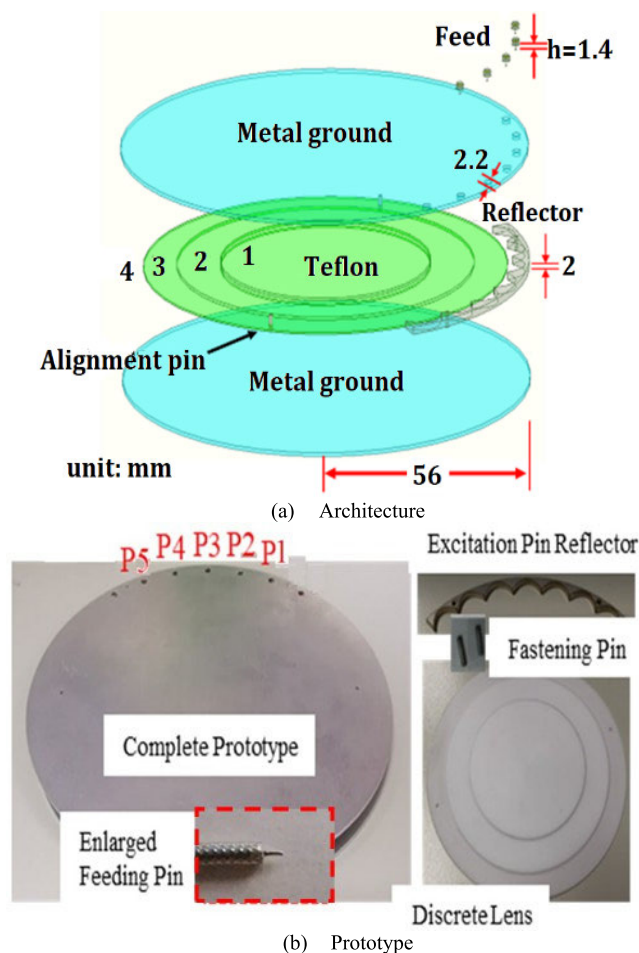 Feed
h=1.4
Metal ground
2.2
Reflector
4 3 2 1 Teflon
2
Alignment pin
Metal ground
unit: mm
56
(a) Architecture
P5 P4 P3 P2 P1
Complete Prototype
Enlarged
Feeding Pin
Excitation Pin Reflector
Fastening Pin
Discrete Lens
(b) Prototype